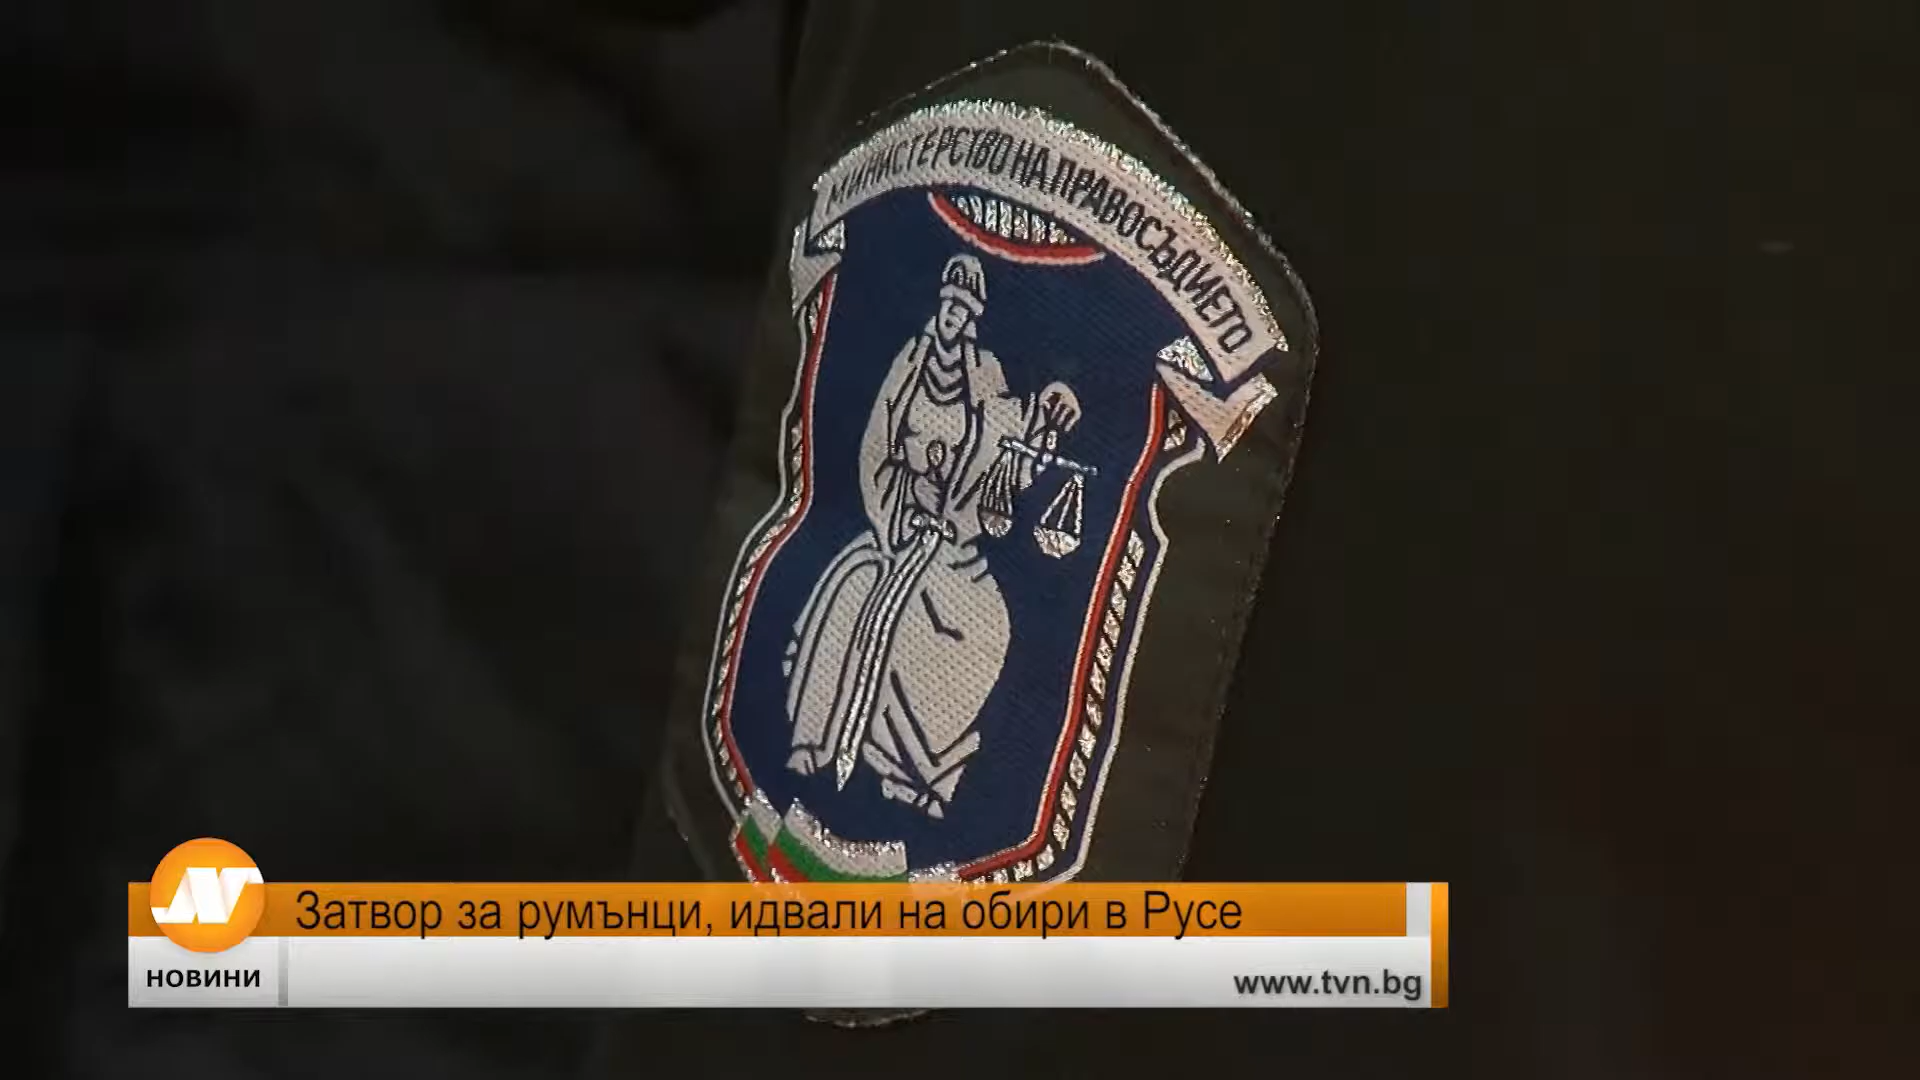 МИНИСТЕРСТВО НА ПРАВОСЪДИЕТО
Затвор за румънци, идвали на обири в Русе
НОВИНИ
www.tvn.bg